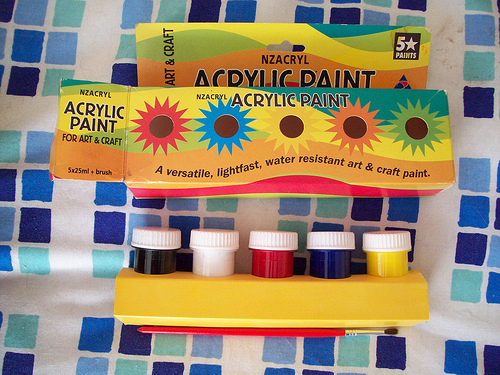 ART & CRAFT
NZACRYL
ACRYLIC PAINT
5★
PAINTS
NZACRYL
ACRYLIC
PAINT
FOR ART & CRAFT
5x25ml + brush
NZACRYL ACRYLIC PAINT
A versatile, lightfast, water resistant art & craft paint.